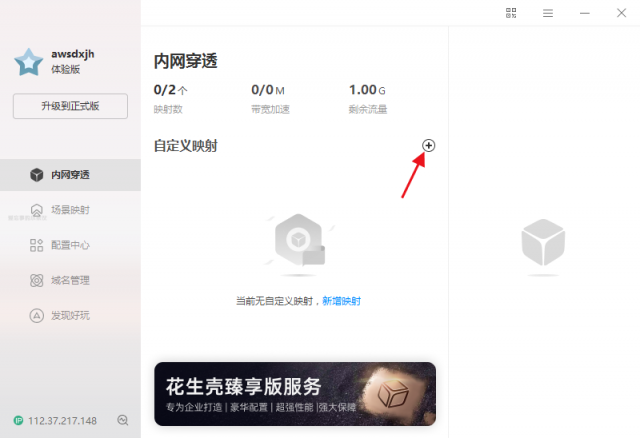 awsdxjh
体验版
升级到正式版
内网穿透
场景映射
配置中心
域名管理
发现好玩
IP 112.37.217.148
内网穿透
0/2个
0/0M
1.00G
映射数
带宽加速
剩余流量
自定义映射
当前无自定义映射，新增映射
花生壳臻享版服务
专为企业打造 | 豪华配置 | 超强性能 |强大保障